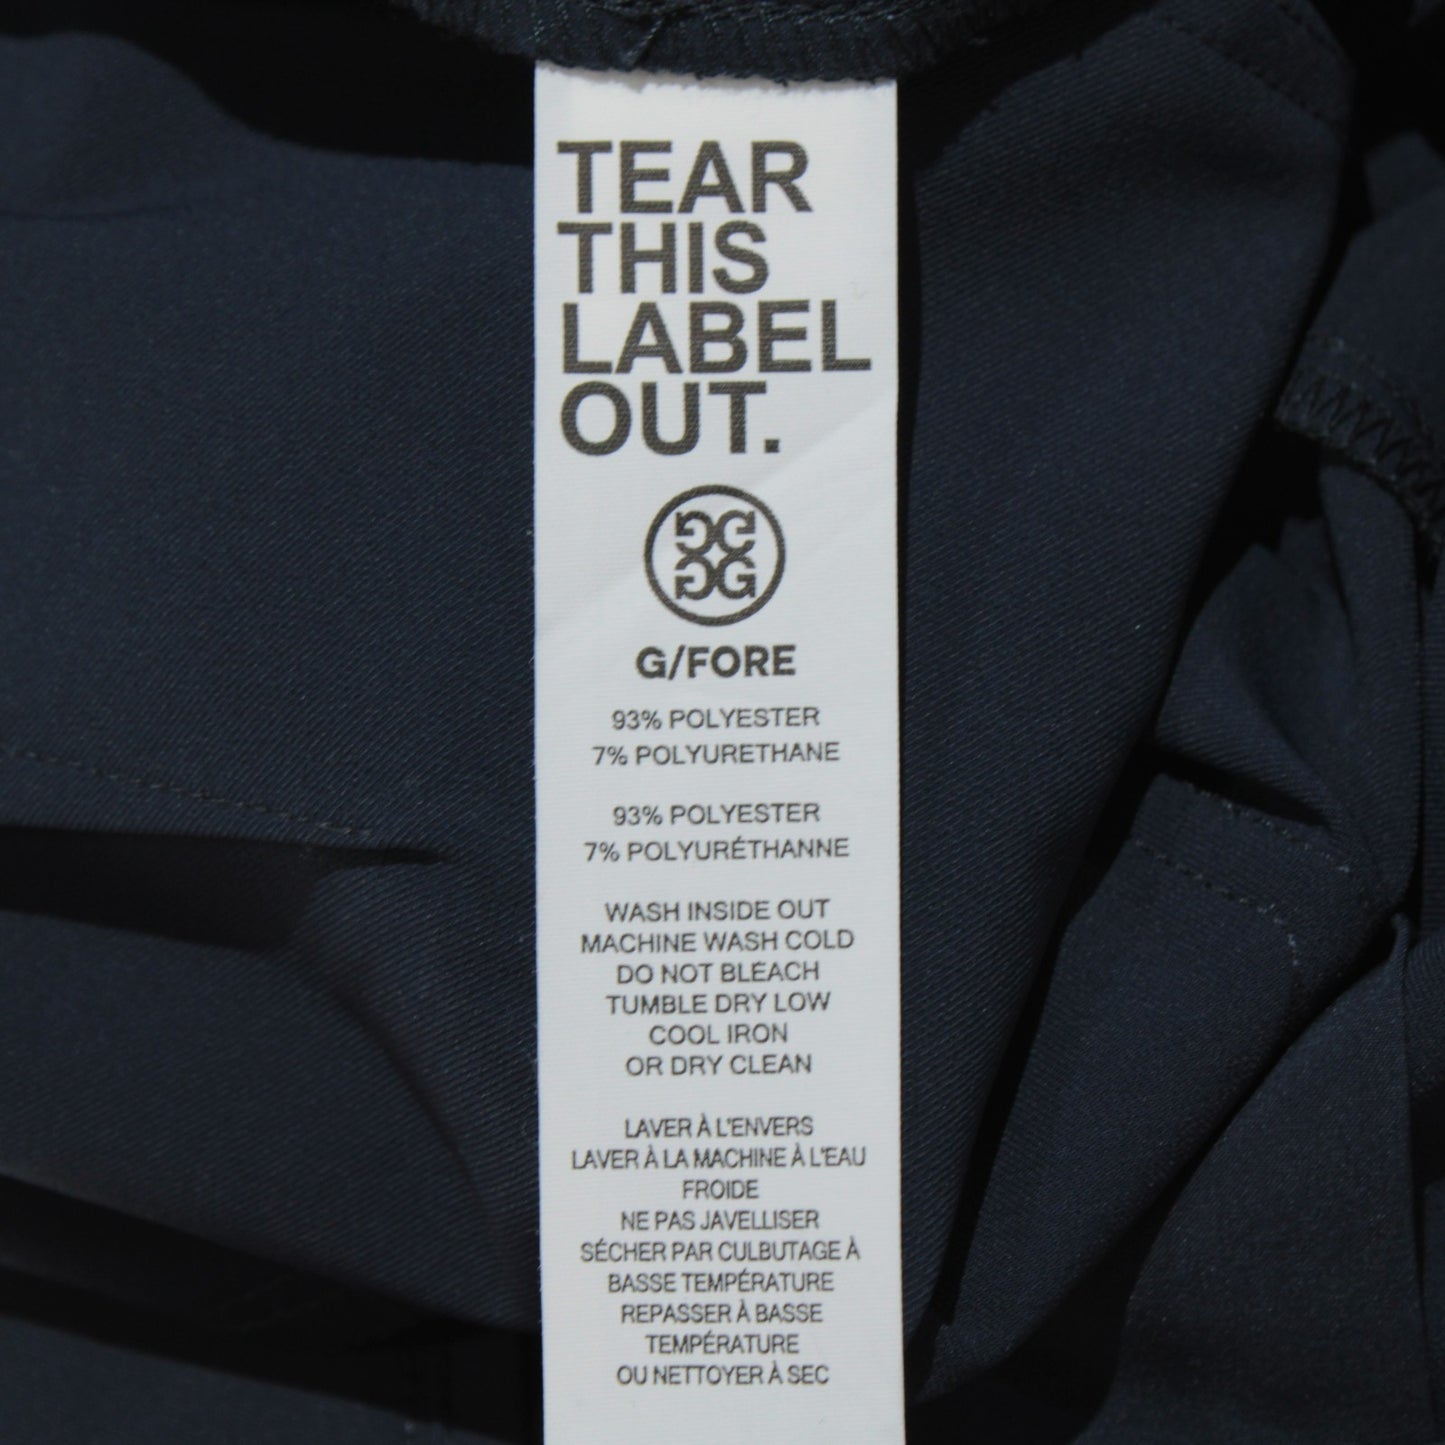 TEAR
THIS
LABEL
OUT.
G/FORE
93% POLYESTER
7% POLYURETHANE
93% POLYESTER
7% POLYURÉTHANNE
WASH INSIDE OUT
MACHINE WASH COLD
DO NOT BLEACH
TUMBLE DRY LOW
COOL IRON
OR DRY CLEAN
LAVER À L'ENVERS
LAVER À LA MACHINE À L'EAU
FROIDE
NE PAS JAVELLISER
SÉCHER PAR CULBUTAGE À
BASSE TEMPÉRATURE
REPASSER À BASSE
TEMPÉRATURE
OU NETTOYER À SEC